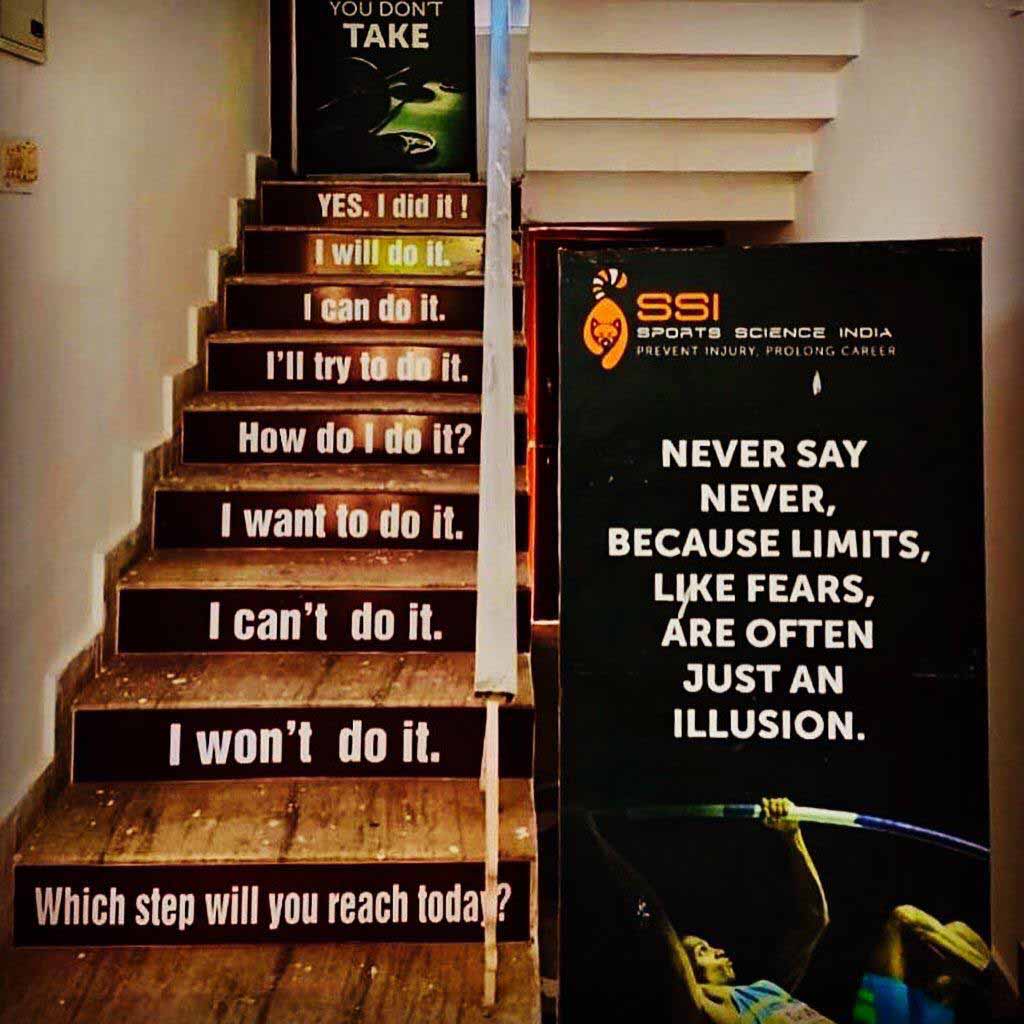 YOU DON'T
TAKE
YES. I did it !
I will do it.
I can do it.
I'll try to do it.
How do I do it?
I want to do it.
I can't do it.
I won't do it.
Which step will you reach today?
SSI
SPORTS SCIENCE INDIA
PREVENT INJURY, PROLONG CAREER
NEVER SAY
NEVER,
BECAUSE LIMITS,
LIKE FEARS,
ARE OFTEN
JUST AN
ILLUSION.